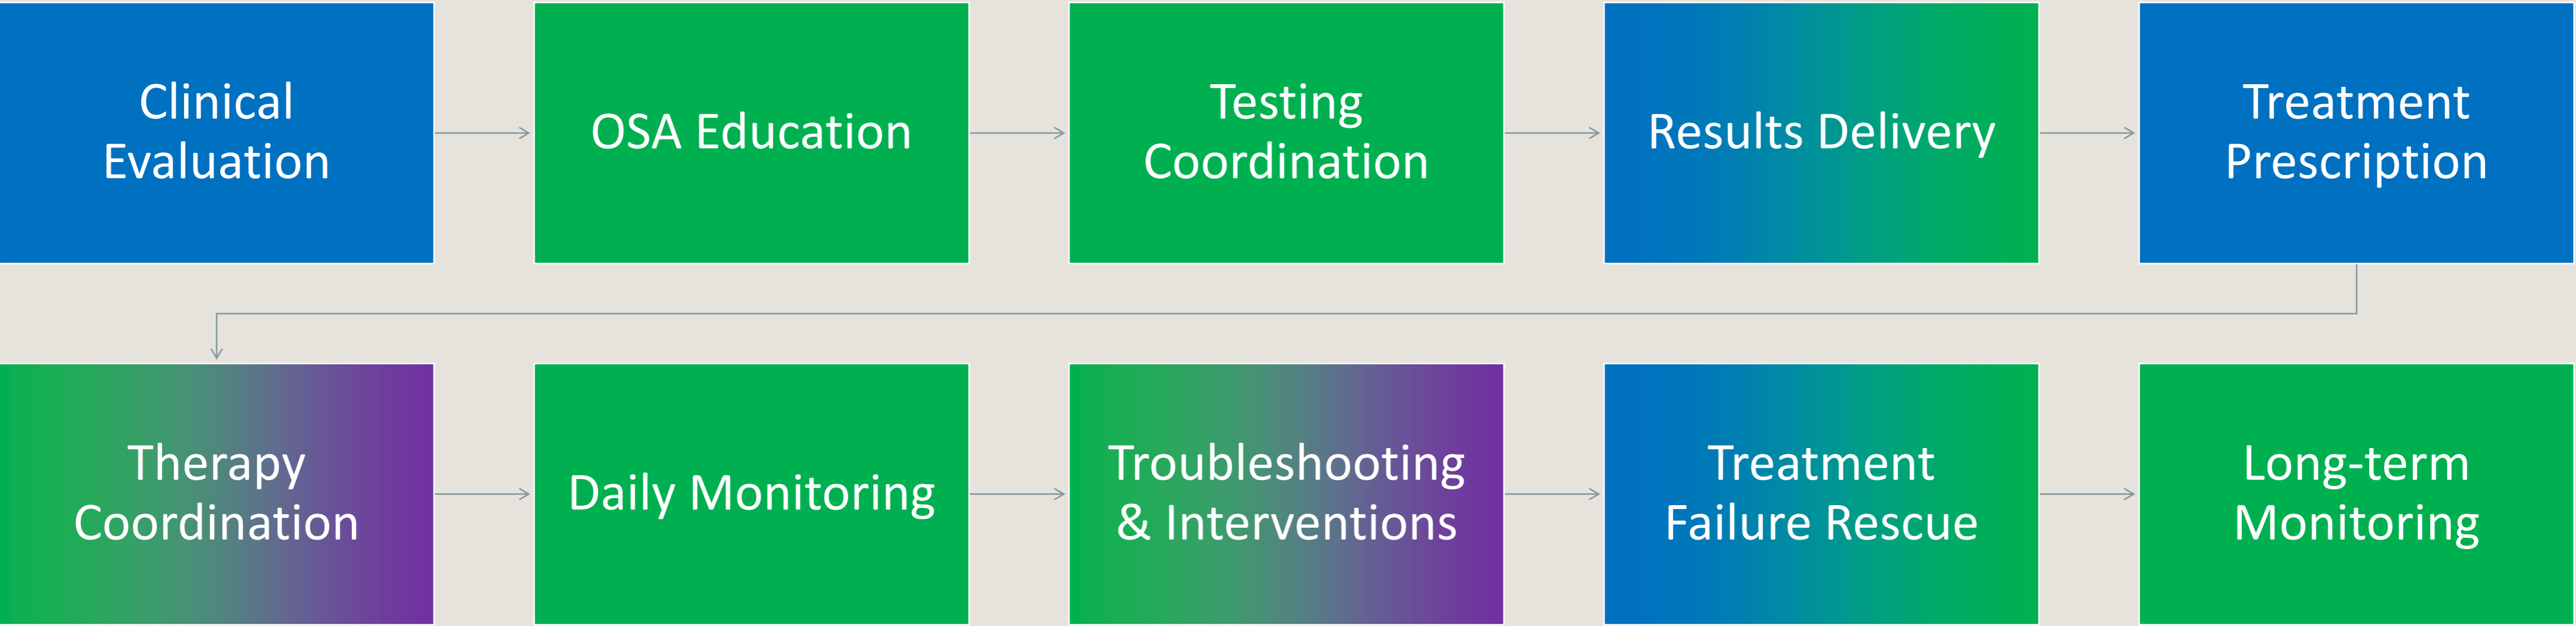 Clinical
Evaluation
OSA Education
Testing
Coordination
Results Delivery
Treatment
Prescription
Therapy
Coordination
Daily Monitoring
Troubleshooting
& Interventions
Treatment
Failure Rescue
Long-term
Monitoring